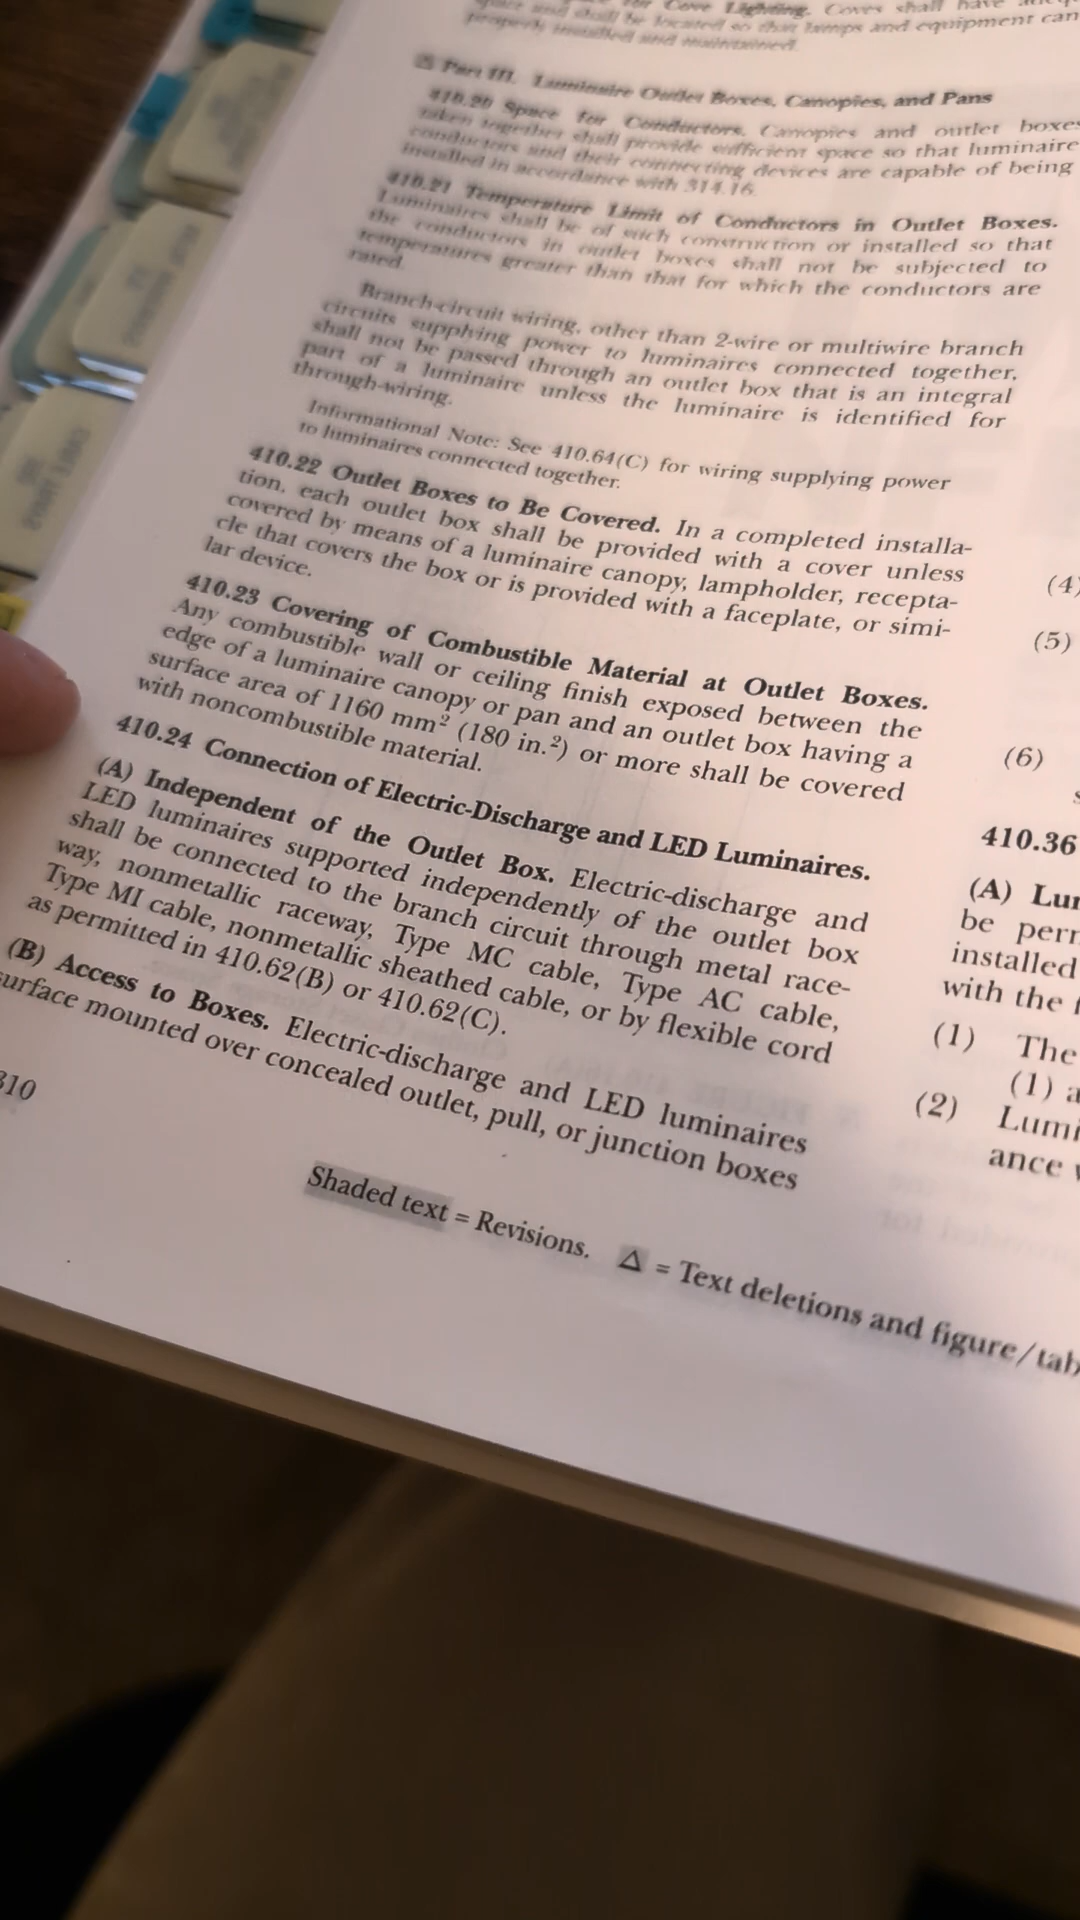 for Cove Lighting. Coves shall have
space and shall be located so that lamps and equipment can
properly installed and maintained.
Part III. Luminaire Outlet Boxes, Canopies, and Pans
410.20 Space for Conductors. Canopies and outlet boxes
taken together shall provide sufficient space so that luminaire
conductors and their connecting devices are capable of being
installed in accordance with 314.16.
410.21 Temperature Limit of Conductors in Outlet Boxes.
Luminaires shall be of such construction or installed so that
the conductors in outlet boxes shall not be subjected to
temperatures greater than that for which the conductors are
rated.
Branch-circuit wiring, other than 2-wire or multiwire branch
circuits supplying power to luminaires connected together,
shall not be passed through an outlet box that is an integral
part of a luminaire unless the luminaire is identified for
through-wiring.
Informational Note: See 410.64(C) for wiring supplying power
to luminaires connected together.
410.22 Outlet Boxes to Be Covered. In a completed installa-
tion, each outlet box shall be provided with a cover unless
covered by means of a luminaire canopy, lampholder, recepta-
cle that covers the box or is provided with a faceplate, or simi-
lar device.
410.23 Covering of Combustible Material at Outlet Boxes.
Any combustible wall or ceiling finish exposed between the
edge of a luminaire canopy or pan and an outlet box having a
surface area of 1160 mm² (180 in.²) or more shall be covered
with noncombustible material.
410.24 Connection of Electric-Discharge and LED Luminaires.
(A) Independent of the Outlet Box. Electric-discharge and
LED luminaires supported independently of the outlet box
shall be connected to the branch circuit through metal race-
way, nonmetallic raceway, Type MC cable, Type AC cable,
Type MI cable, nonmetallic sheathed cable, or by flexible cord
as permitted in 410.62(B) or 410.62(C).
(B) Access to Boxes. Electric-discharge and LED luminaires
surface mounted over concealed outlet, pull, or junction boxes
310
Shaded text = Revisions. Δ = Text deletions and figure/tab
(4)
(5)
(6)
410.36
(A) Lum
be perm
installed
with the f
(1) The
(1) a
(2) Lumi
ance w